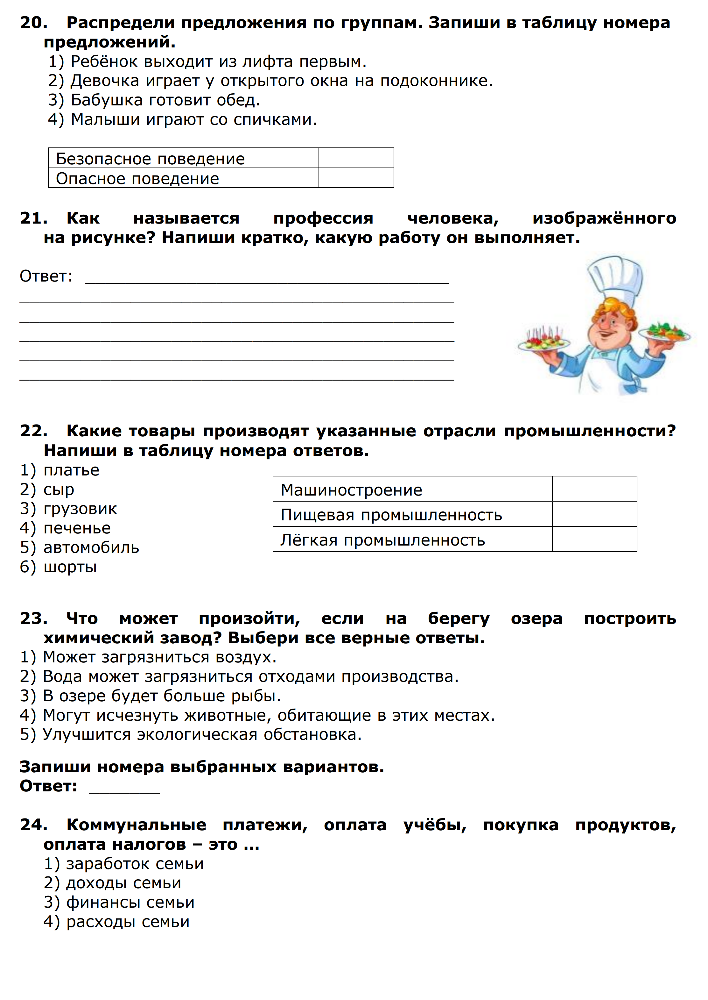 20. Распредели предложения по группам. Запиши в таблицу номера
предложений.
1) Ребёнок выходит из лифта первым.
2) Девочка играет у открытого окна на подоконнике.
3) Бабушка готовит обед.
4) Малыши играют со спичками.
Безопасное поведение
Опасное поведение
21. Как называется профессия человека, изображённого
на рисунке? Напиши кратко, какую работу он выполняет.
Ответ: ____________________________________
___________________________________________
___________________________________________
___________________________________________
___________________________________________
___________________________________________
22. Какие товары производят указанные отрасли промышленности?
Напиши в таблицу номера ответов.
1) платье
2) сыр
3) грузовик
4) печенье
5) автомобиль
6) шорты
Машиностроение
Пищевая промышленность
Лёгкая промышленность
23. Что может произойти, если на берегу озера построить
химический завод? Выбери все верные ответы.
1) Может загрязниться воздух.
2) Вода может загрязниться отходами производства.
3) В озере будет больше рыбы.
4) Могут исчезнуть животные, обитающие в этих местах.
5) Улучшится экологическая обстановка.
Запиши номера выбранных вариантов.
Ответ: _______
24. Коммунальные платежи, оплата учёбы, покупка продуктов,
оплата налогов – это …
1) заработок семьи
2) доходы семьи
3) финансы семьи
4) расходы семьи